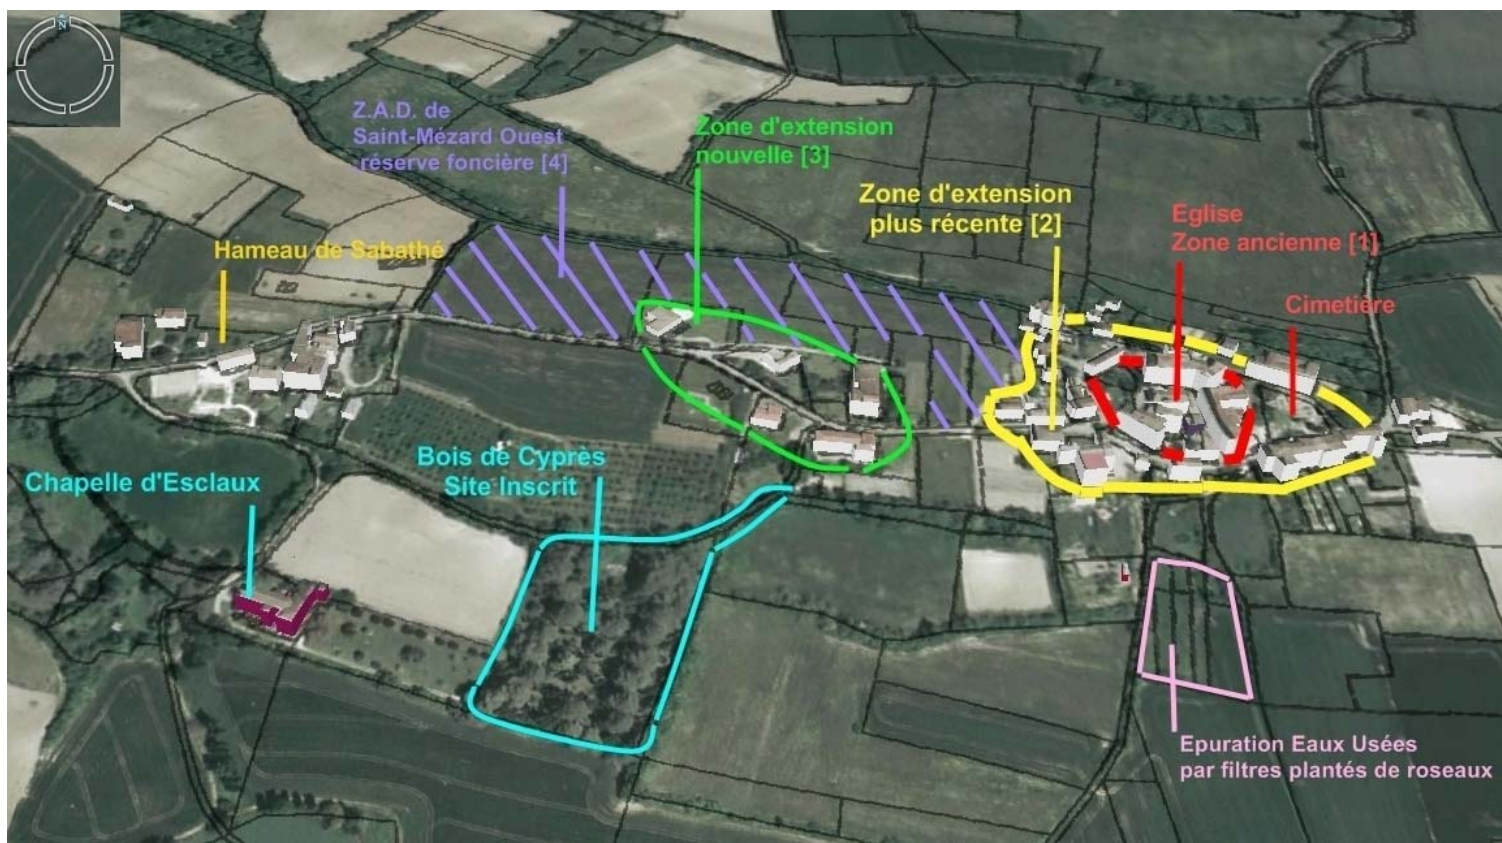 N
Z.A.D. de
Saint-Mézard Ouest
réserve foncière [4]
Zone d'extension
nouvelle [3]
Zone d'extension
plus récente [2]
Eglise
Zone ancienne [1]
Hameau de Sabathé
Cimetière
Bois de Cyprès
Site Inscrit
Chapelle d'Esclaux
Epuration Eaux Usées
par filtres plantés de roseaux